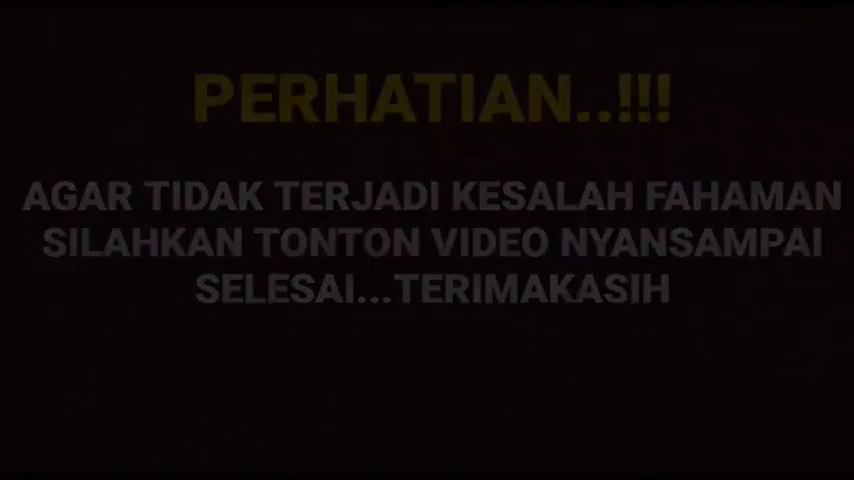 PERHATIAN..!!!
AGAR TIDAK TERJADI KESALAH FAHAMAN
SILAHKAN TONTON VIDEO NYANSAMPAI
SELESAI...TERIMAKASIH